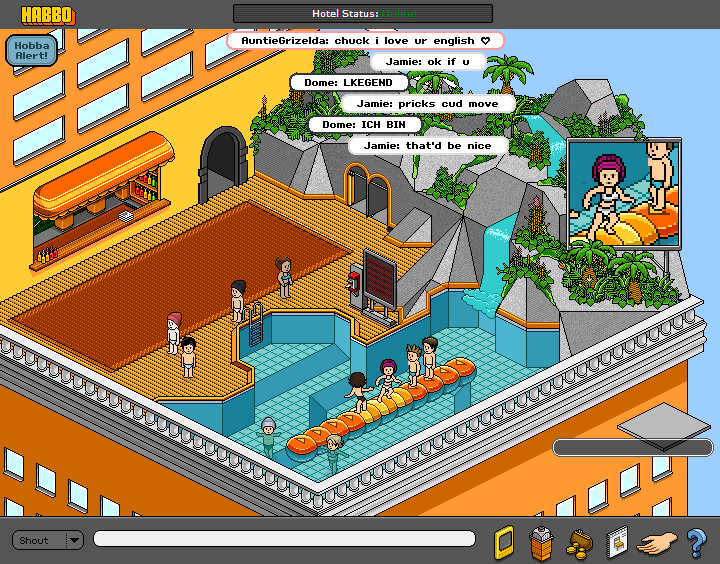 HABBO
Hotel Status: Online
Hobba
Alert!
AuntieGrizelda: chuck i love ur english ♡
Jamie: ok if u
Dome: LKEGEND
Jamie: pricks cud move
Dome: ICH BIN
Jamie: that'd be nice
Shout
?